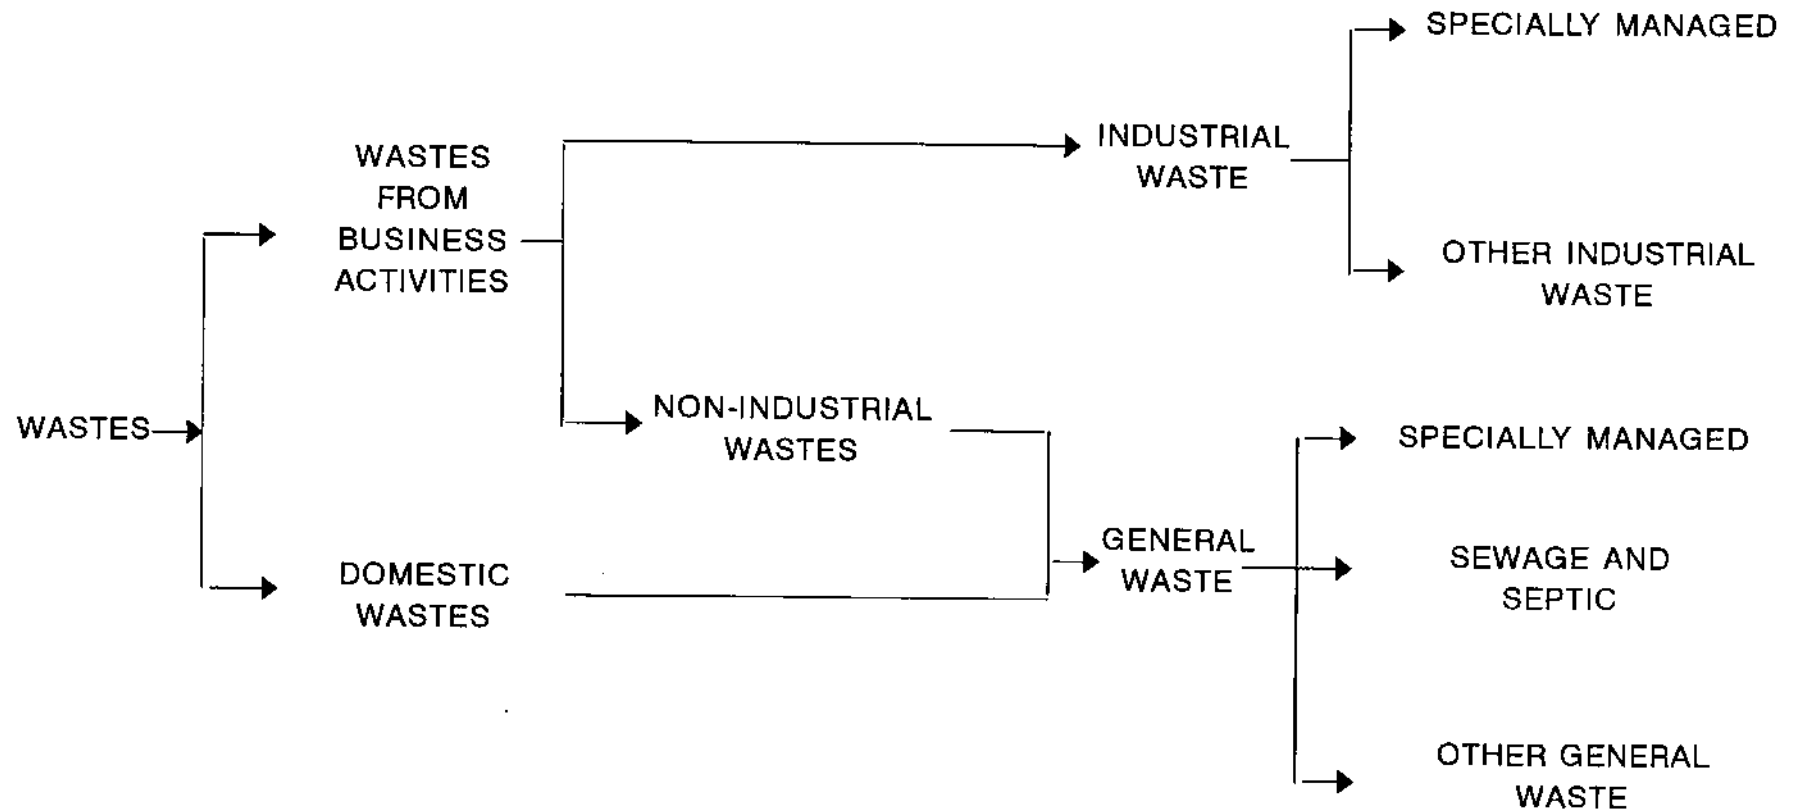 SPECIALLY MANAGED
INDUSTRIAL
WASTE
WASTES
FROM
BUSINESS
ACTIVITIES
OTHER INDUSTRIAL
WASTE
NON-INDUSTRIAL
WASTES
WASTES
SPECIALLY MANAGED
GENERAL
WASTE
SEWAGE AND
SEPTIC
DOMESTIC
WASTES
OTHER GENERAL
WASTE